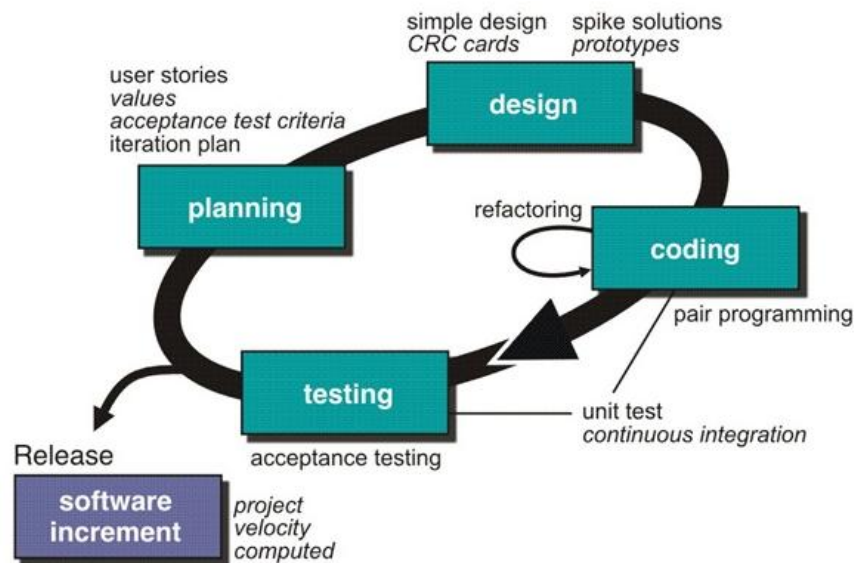 simple design
CRC cards
spike solutions
prototypes
design
user stories
values
acceptance test criteria
iteration plan
planning
refactoring
coding
pair programming
testing
unit test
continuous integration
acceptance testing
Release
software
increment
project
velocity
computed